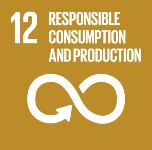 12 RESPONSIBLE
CONSUMPTION
AND PRODUCTION